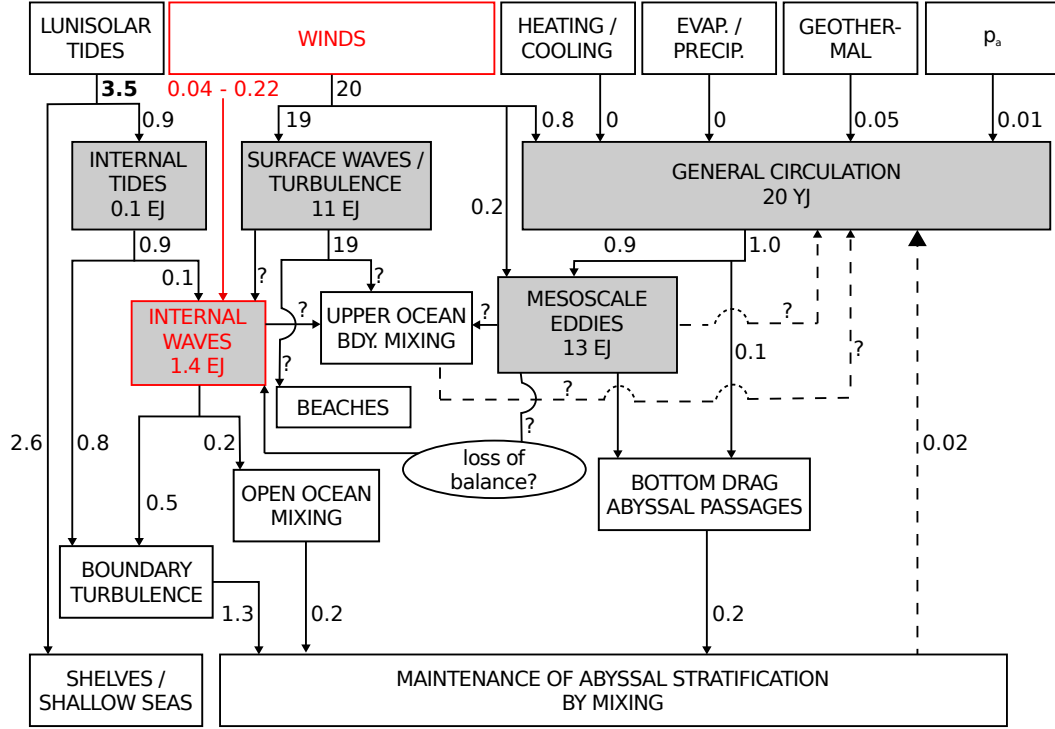 LUNISOLAR
TIDES
WINDS
HEATING /
COOLING
EVAP. /
PRECIP.
GEOTHER-
MAL
pₐ
3.5
0.04 - 0.22
20
0.9
19
0.8
0
0
0.05
0.01
INTERNAL
TIDES
0.1 EJ
SURFACE WAVES /
TURBULENCE
11 EJ
GENERAL CIRCULATION
20 YJ
0.2
0.9
19
0.9
1.0
0.1
?
?
INTERNAL
WAVES
1.4 EJ
?
UPPER OCEAN
BDY. MIXING
?
MESOSCALE
EDDIES
13 EJ
?
?
0.1
?
?
BEACHES
?
2.6
0.8
0.2
0.02
loss of
balance?
0.5
OPEN OCEAN
MIXING
BOTTOM DRAG
ABYSSAL PASSAGES
BOUNDARY
TURBULENCE
1.3
0.2
0.2
SHELVES /
SHALLOW SEAS
MAINTENANCE OF ABYSSAL STRATIFICATION
BY MIXING